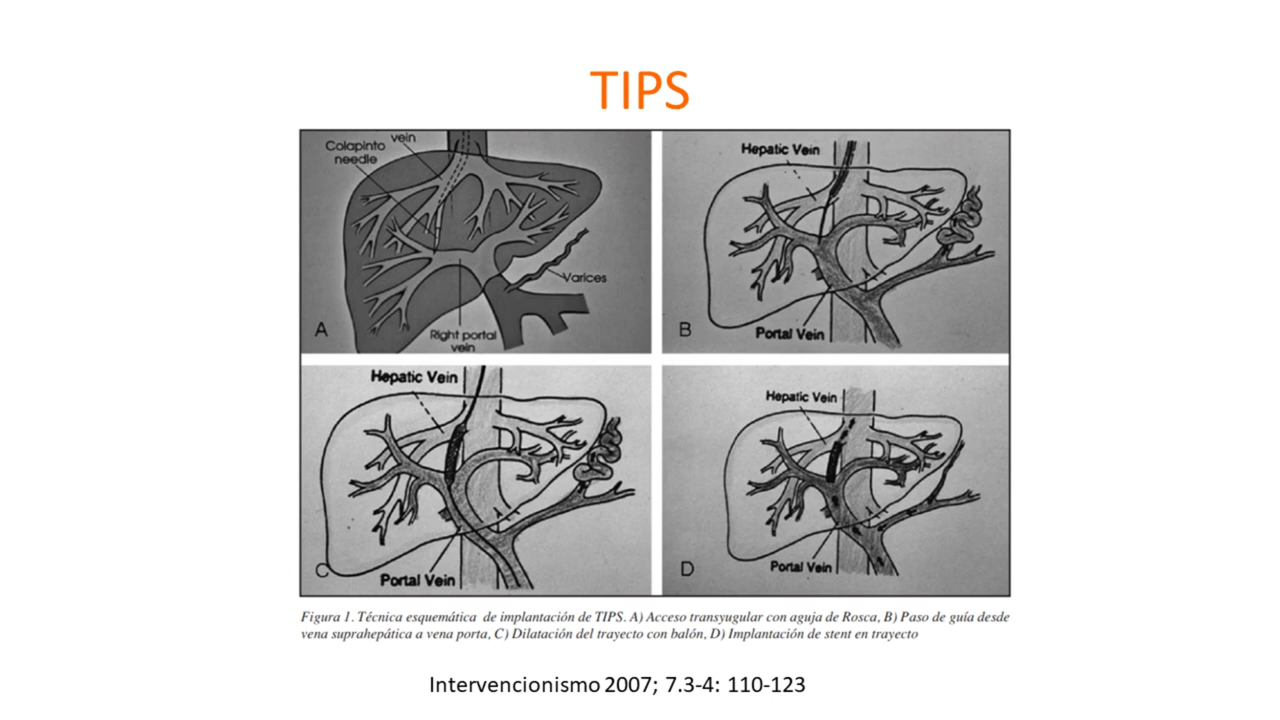 TIPS
vein
Colapinto
needle
Varices
A
Right portal
vein
Hepatic Vein
B
Portal Vein
Hepatic Vein
C
Portal Vein
Hepatic Vein
D
Portal Vein
Figura 1. Técnica esquemática de implantación de TIPS. A) Acceso transyugular con aguja de Rosca, B) Paso de guía desde
vena suprahepática a vena porta, C) Dilatación del trayecto con balón, D) Implantación de stent en trayecto
Intervencionismo 2007; 7.3-4: 110-123